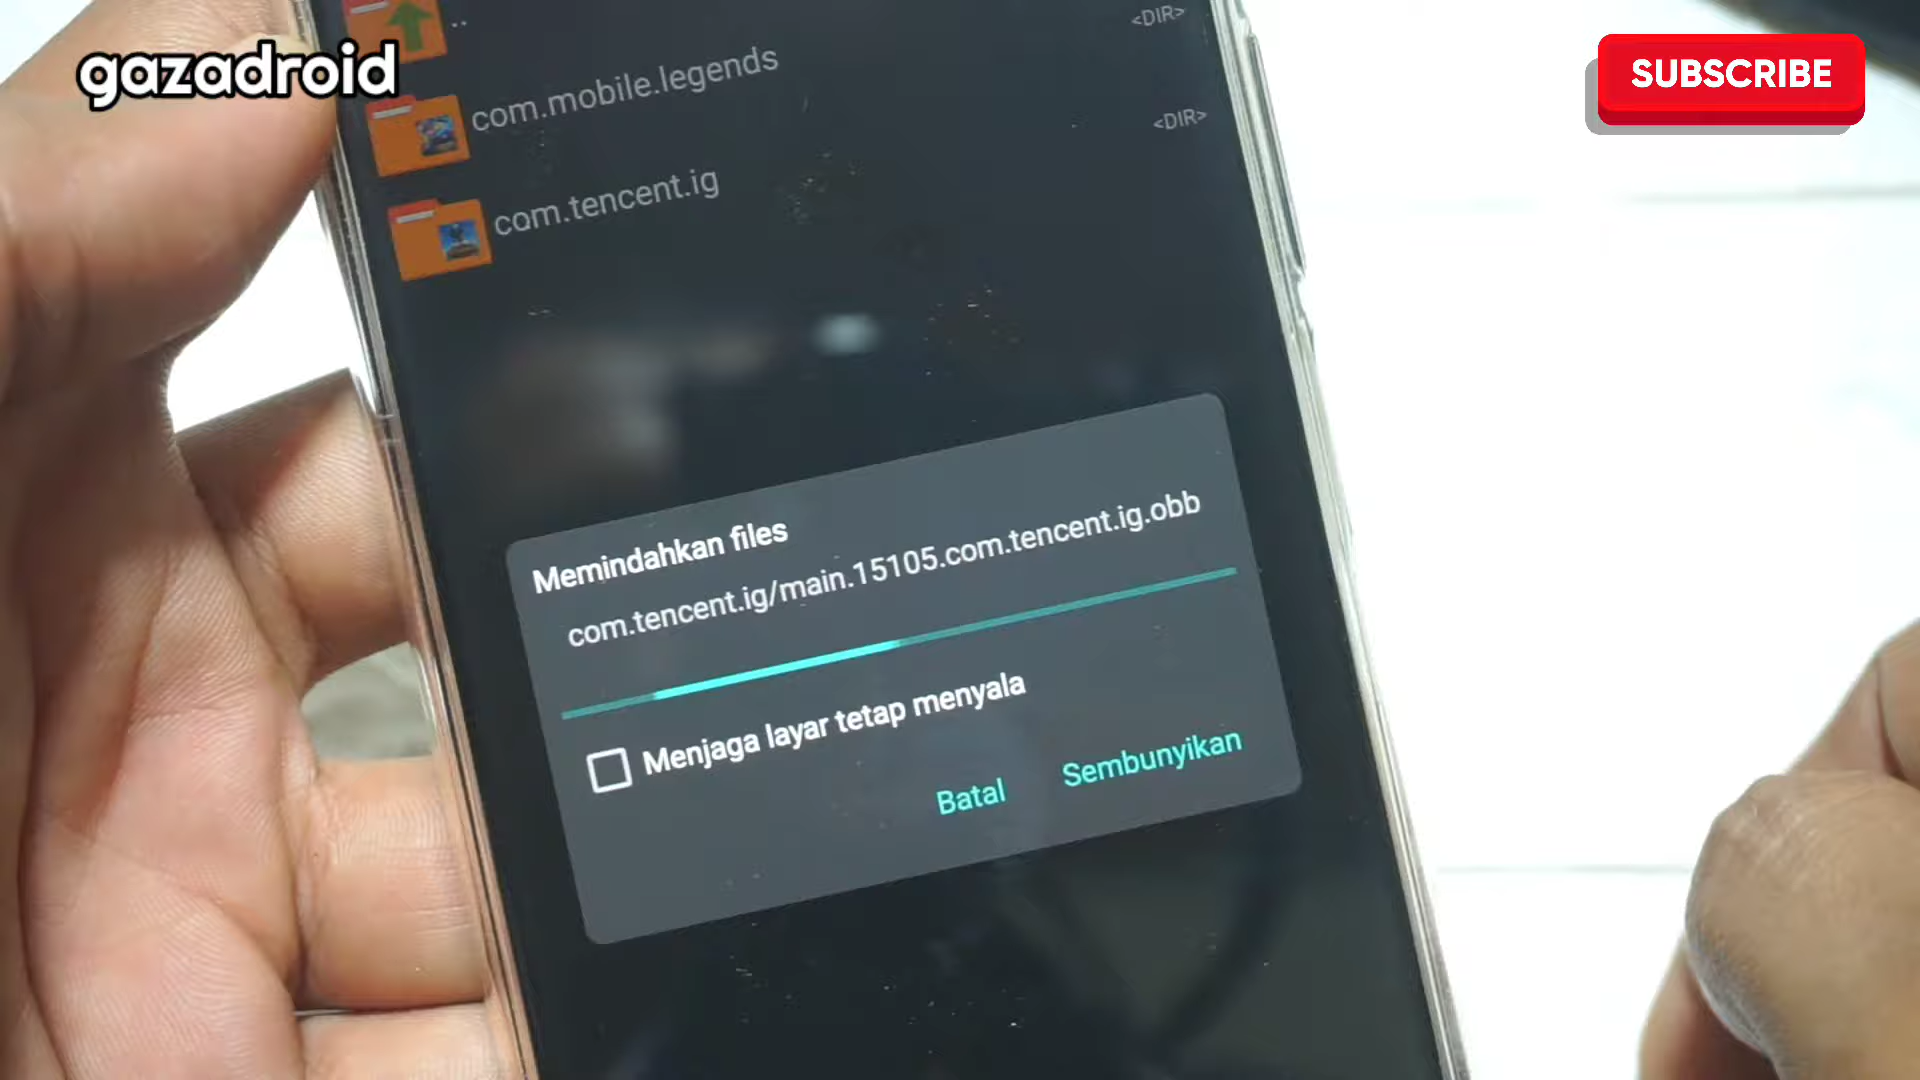 gazadroid
SUBSCRIBE
..
<DIR>
com.mobile.legends
<DIR>
com.tencent.ig
Memindahkan files
com.tencent.ig/main.15105.com.tencent.ig.obb
Menjaga layar tetap menyala
Batal
Sembunyikan